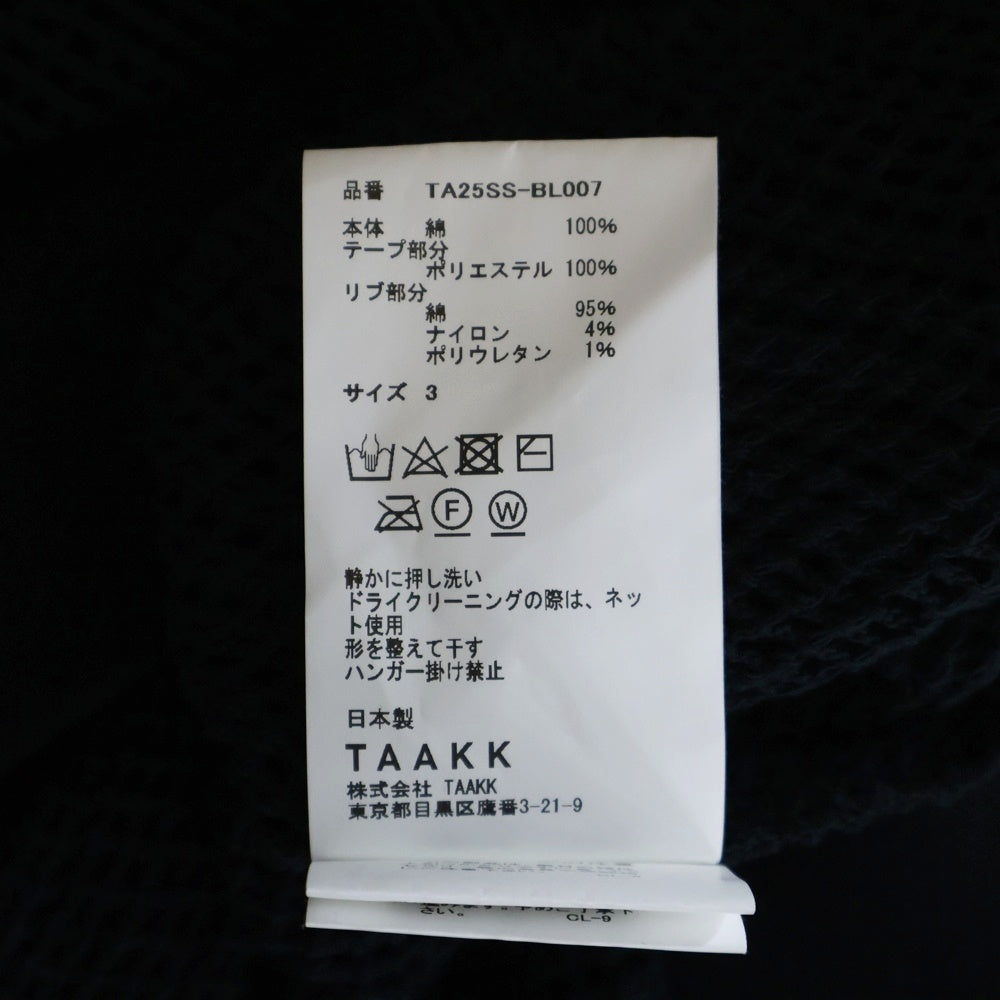 品番 TA25SS-BL007
本体 綿 100%
テープ部分
ポリエステル 100%
リブ部分
綿 95%
ナイロン 4%
ポリウレタン 1%
サイズ 3
F W
静かに押し洗い
ドライクリーニングの際は、ネッ
ト使用
形を整えて干す
ハンガー掛け禁止
日本製
TAAKK
株式会社 TAAKK
東京都目黒区鷹番3-21-9
さい。 CL-9